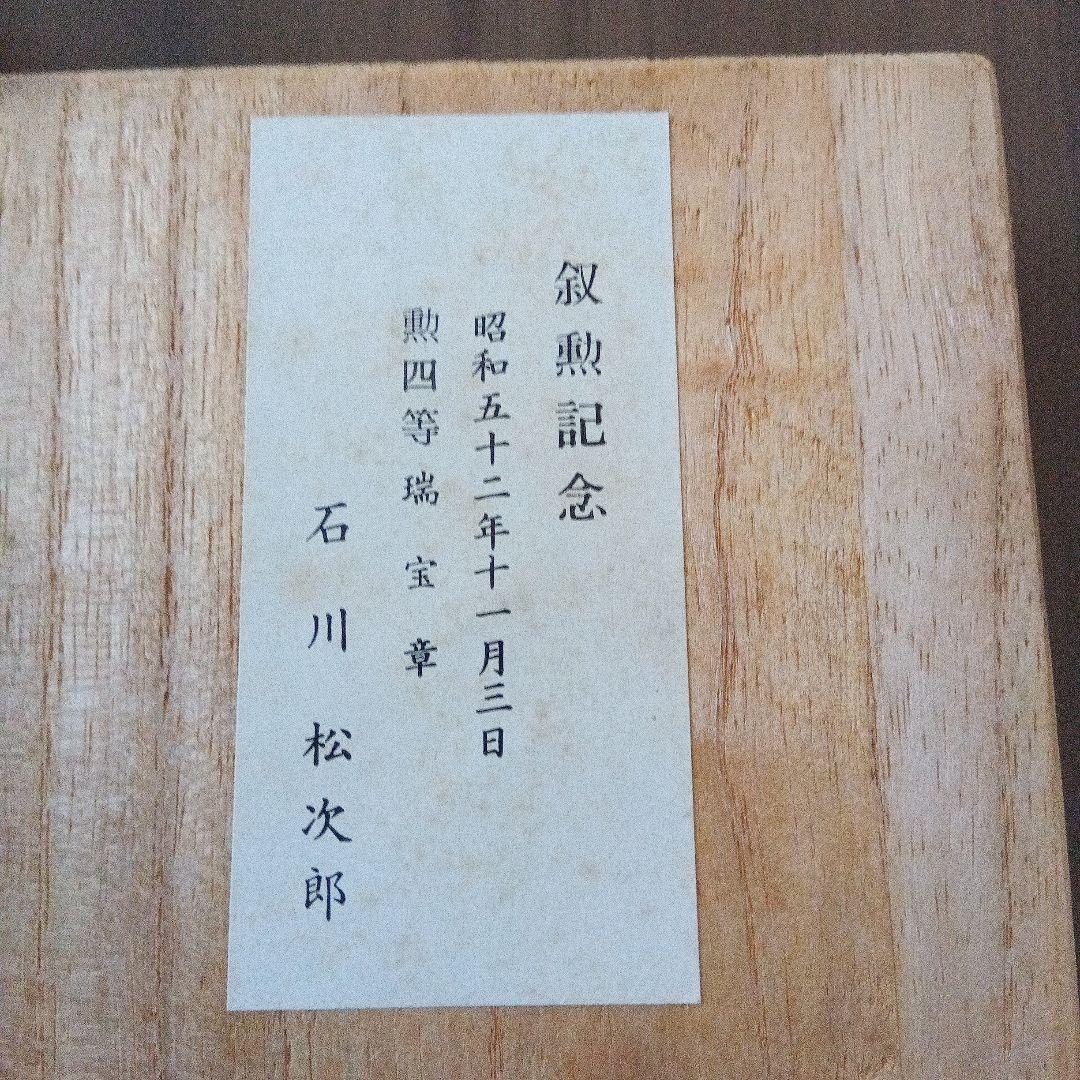 叙勲記念
昭和五十二年十一月三日
勲四等瑞宝章
石川松次郎